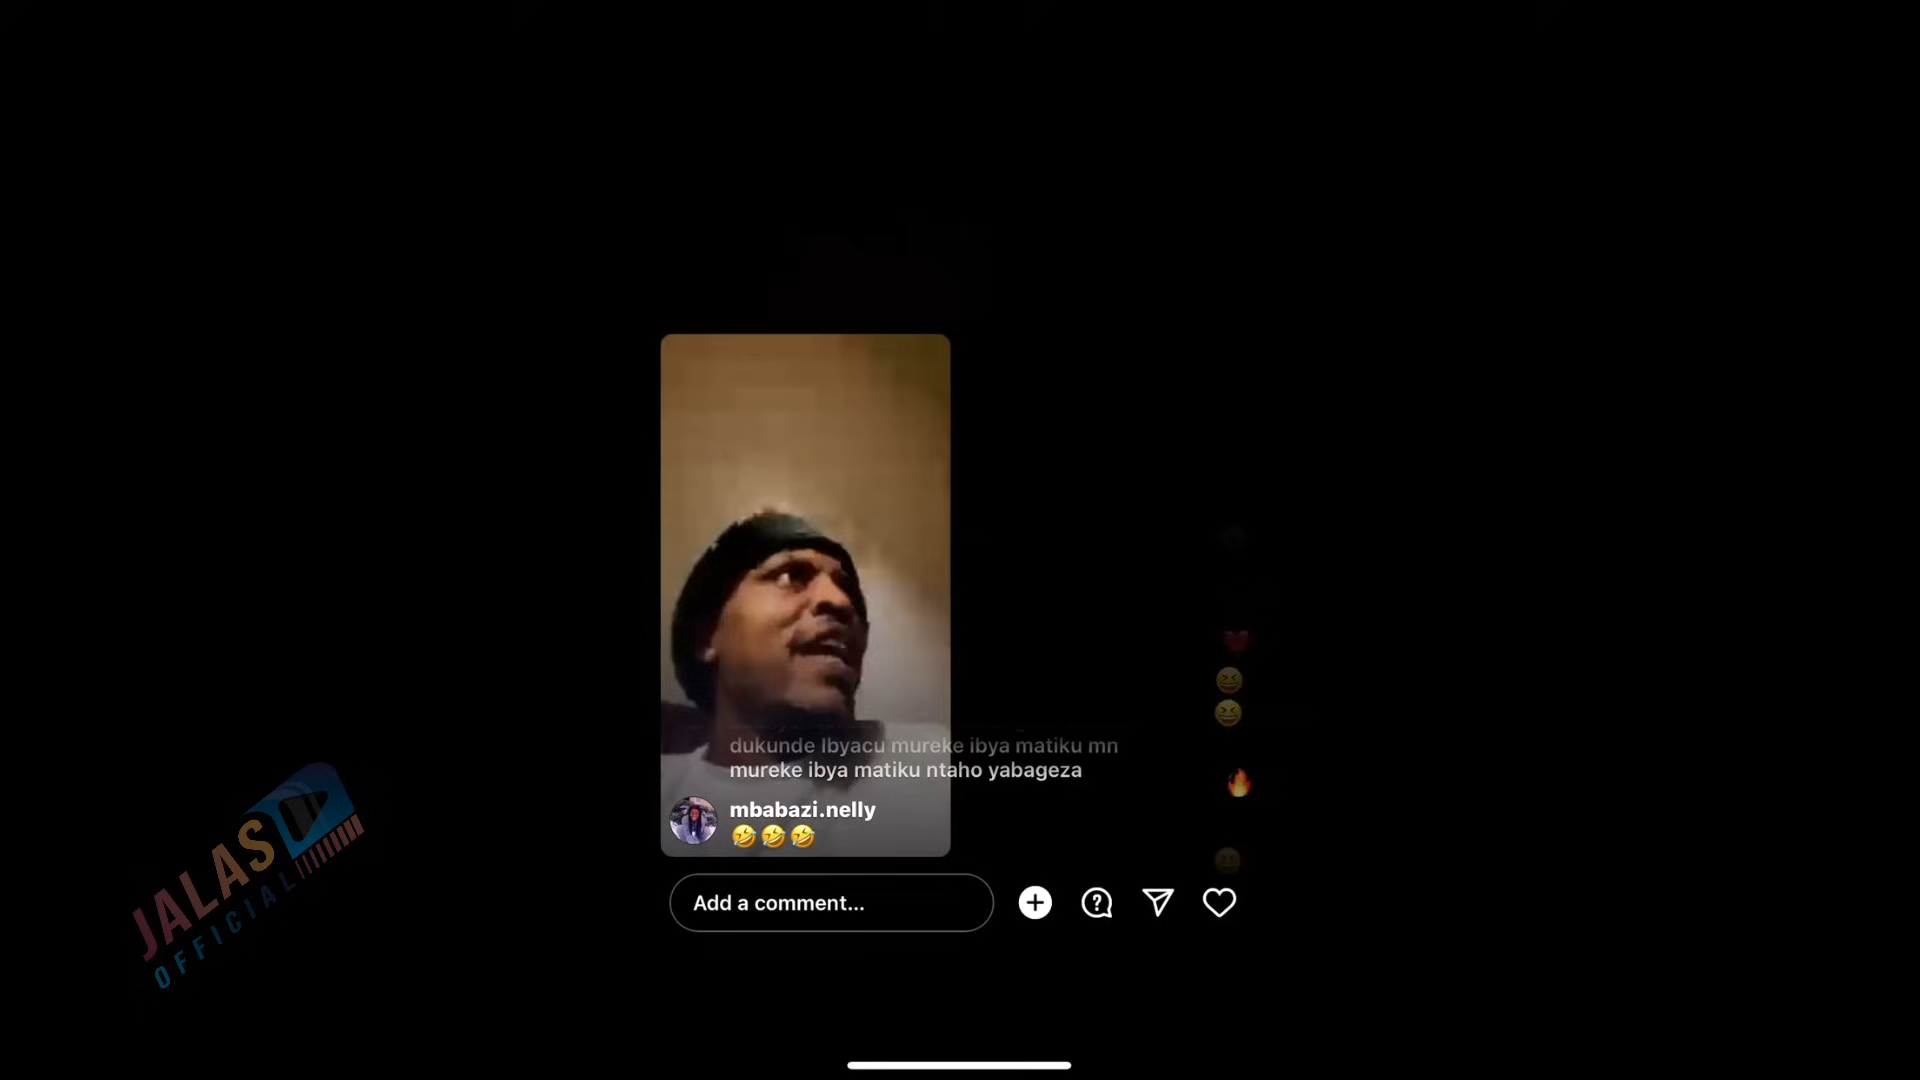 dukunde Ibyacu mureke ibya matiku mn
mureke ibya matiku ntaho yabageza
mbabazi.nelly
🤣🤣🤣
Add a comment...
JALAS
OFFICIAL